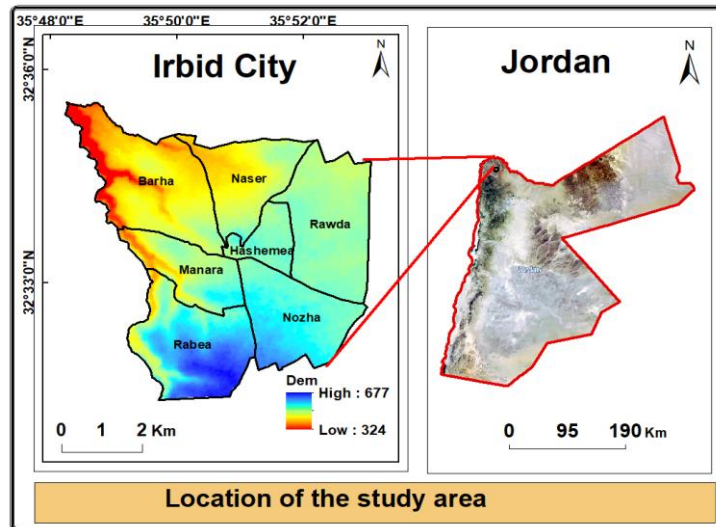 35°48'0"E 35°50'0"E 35°52'0"E
32°36'0"N
32°33'0"N
Irbid City
N
Barha
Naser
Rawda
Hashemea
Manara
Nozha
Rabea
Dem
High : 677
Low : 324
0 1 2 Km
Jordan
N
0 95 190 Km
Location of the study area